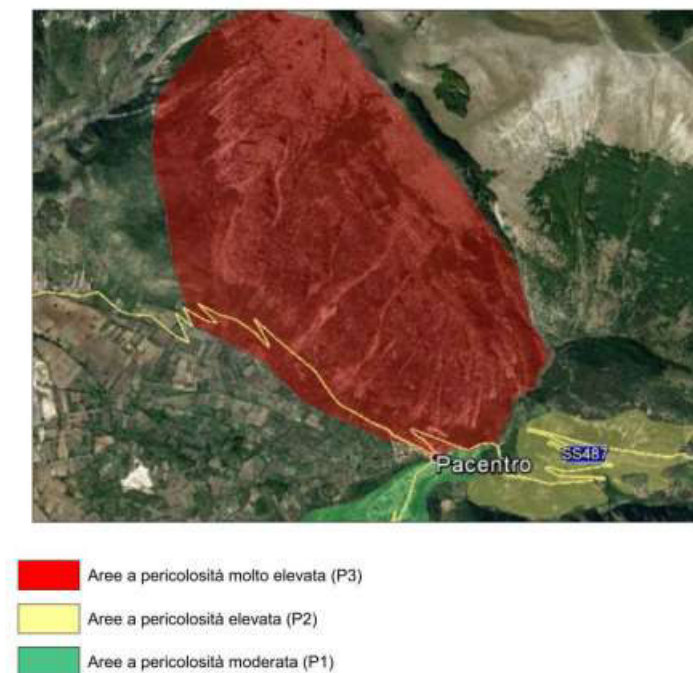 SS487
Pacentro
Aree a pericolosità molto elevata (P3)
Aree a pericolosità elevata (P2)
Aree a pericolosità moderata (P1)